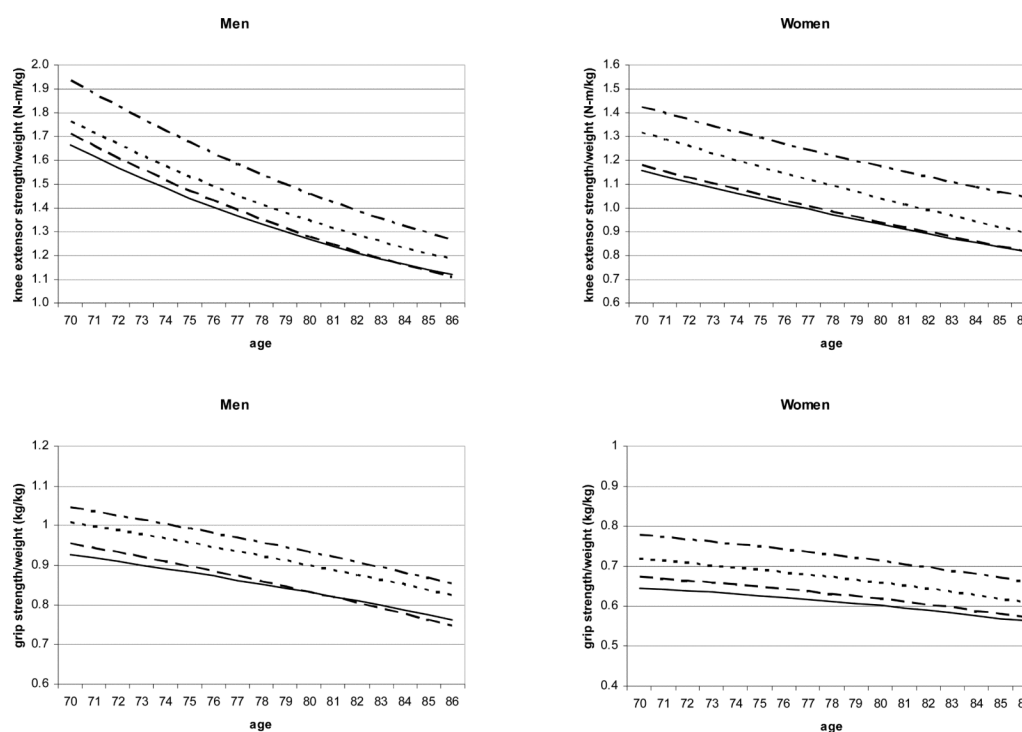 Men
knee extensor strength/weight (N-m/kg)
2.0
1.9
1.8
1.7
1.6
1.5
1.4
1.3
1.2
1.1
1.0
70 71 72 73 74 75 76 77 78 79 80 81 82 83 84 85 86
age
Women
knee extensor strength/weight (N-m/kg)
1.6
1.5
1.4
1.3
1.2
1.1
1.0
0.9
0.8
0.7
0.6
70 71 72 73 74 75 76 77 78 79 80 81 82 83 84 85 8
age
Men
grip strength/weight (kg/kg)
1.2
1.1
1
0.9
0.8
0.7
0.6
70 71 72 73 74 75 76 77 78 79 80 81 82 83 84 85 86
age
Women
grip strength/weight (kg/kg)
1
0.9
0.8
0.7
0.6
0.5
0.4
70 71 72 73 74 75 76 77 78 79 80 81 82 83 84 85 8
age